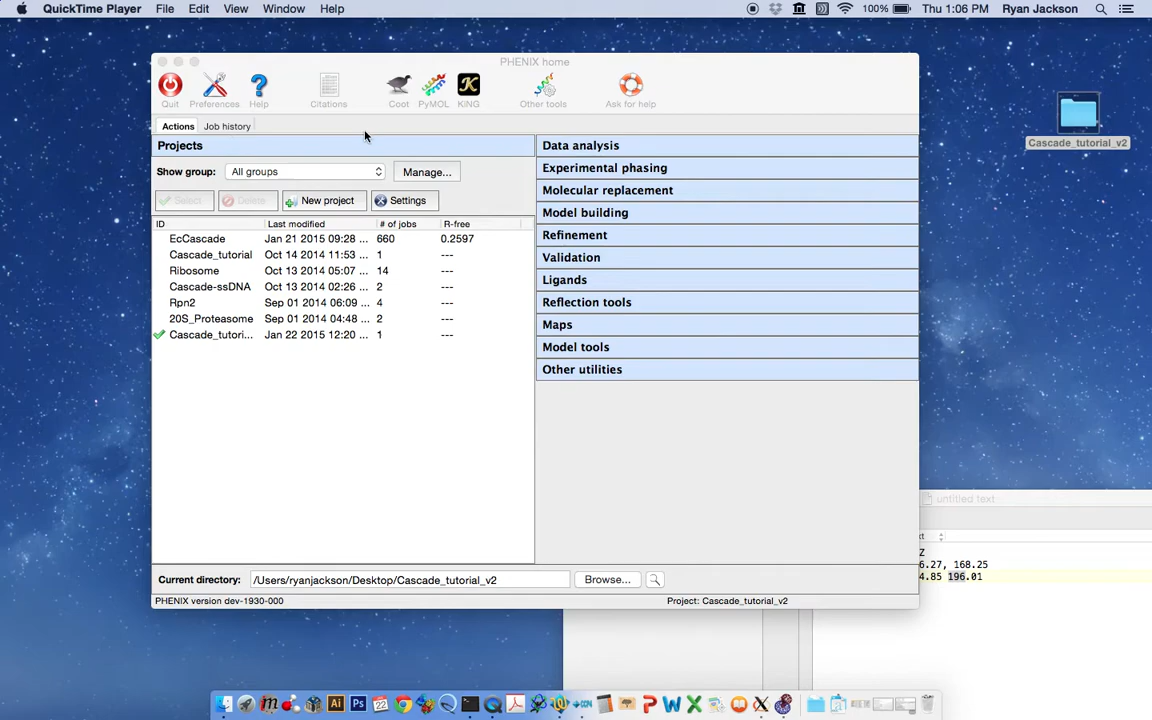 QuickTime Player File Edit View Window Help 100% Thu 1:06 PM Ryan Jackson
PHENIX home
Quit Preferences Help Citations Coot PyMOL KING Other tools Ask for help
Actions Job history
Projects
Show group: All groups Manage...
Select Delete New project Settings
ID Last modified # of jobs R-free
EcCascade Jan 21 2015 09:28 ... 660 0.2597
Cascade_tutorial Oct 14 2014 11:53 ... 1 ---
Ribosome Oct 13 2014 05:07 ... 14 ---
Cascade-ssDNA Oct 13 2014 02:26 ... 2 ---
Rpn2 Sep 01 2014 06:09 ... 4 ---
20S_Proteasome Sep 01 2014 04:48 ... 2 ---
Cascade_tutori... Jan 22 2015 12:20 ... 1 ---
Data analysis
Experimental phasing
Molecular replacement
Model building
Refinement
Validation
Ligands
Reflection tools
Maps
Model tools
Other utilities
Current directory: /Users/ryanjackson/Desktop/Cascade_tutorial_v2 Browse...
PHENIX version dev-1930-000 Project: Cascade_tutorial_v2
Cascade_tutorial_v2
untitled text
Z
6.27, 168.25
4.85 196.01